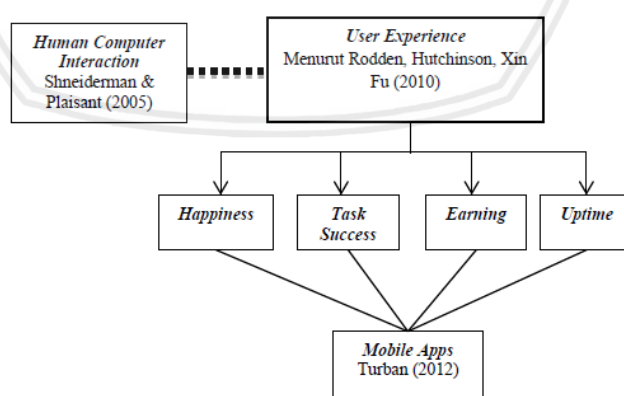 Human Computer
Interaction
Shneiderman &
Plaisant (2005)
User Experience
Menurut Rodden, Hutchinson, Xin
Fu (2010)
Happiness
Task
Success
Earning
Uptime
Mobile Apps
Turban (2012)